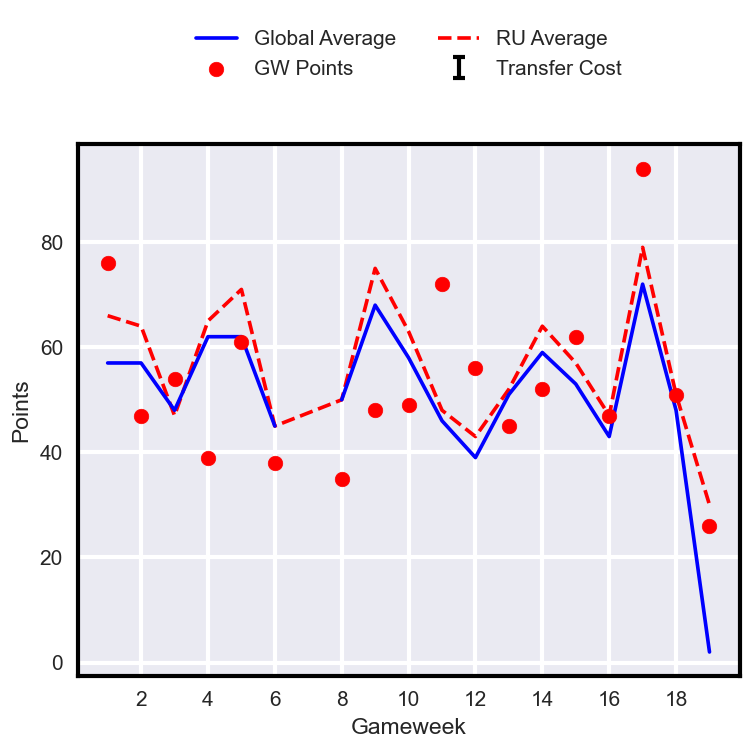 Global Average
RU Average
GW Points
Transfer Cost
80
60
40
20
0
Points
2 4 6 8 10 12 14 16 18
Gameweek